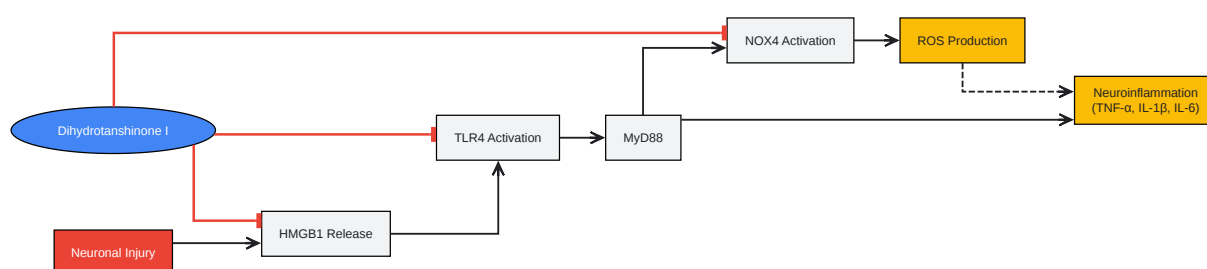 NOX4 Activation
ROS Production
Neuroinflammation
(TNF-α, IL-1β, IL-6)
Dihydrotanshinone I
TLR4 Activation
MyD88
HMGB1 Release
Neuronal Injury